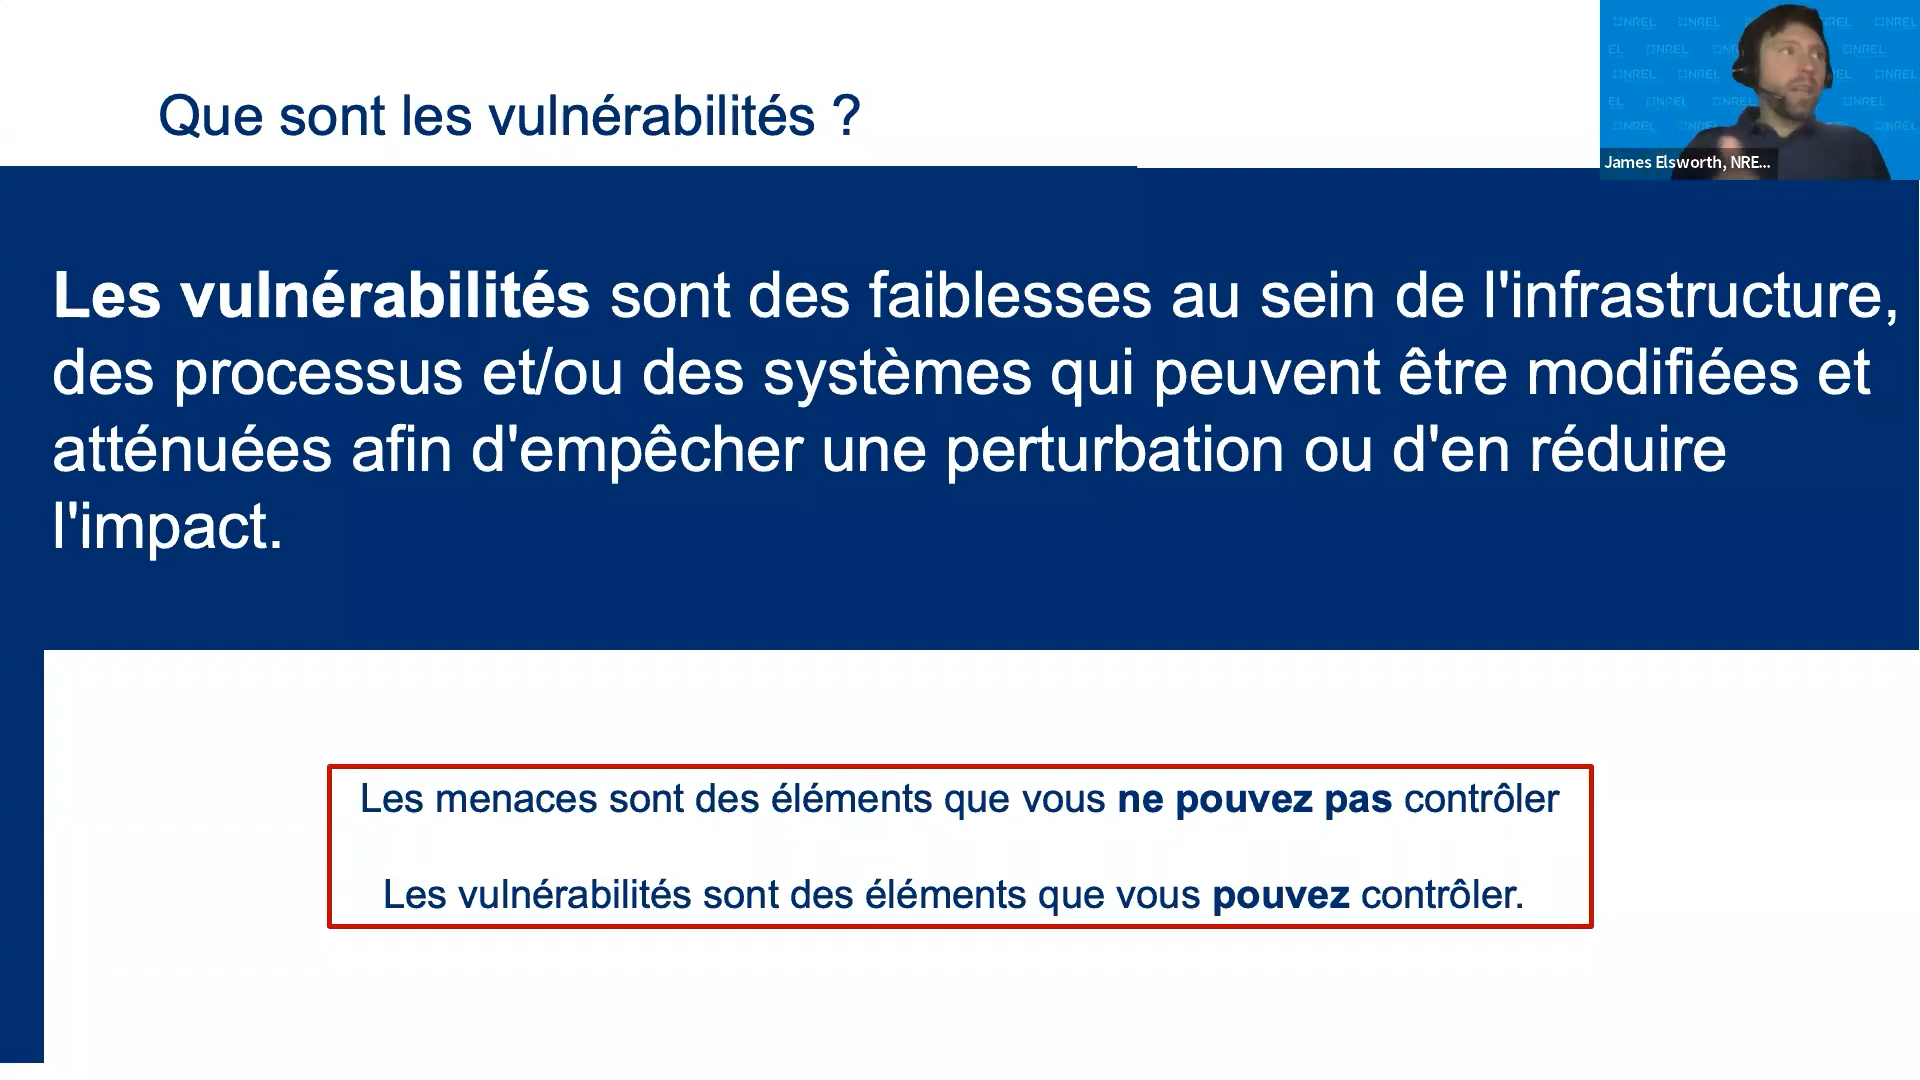 Que sont les vulnérabilités ?
Les vulnérabilités sont des faiblesses au sein de l'infrastructure,
des processus et/ou des systèmes qui peuvent être modifiées et
atténuées afin d'empêcher une perturbation ou d'en réduire
l'impact.
Les menaces sont des éléments que vous ne pouvez pas contrôler
Les vulnérabilités sont des éléments que vous pouvez contrôler.
NREL
James Elsworth, NRE...